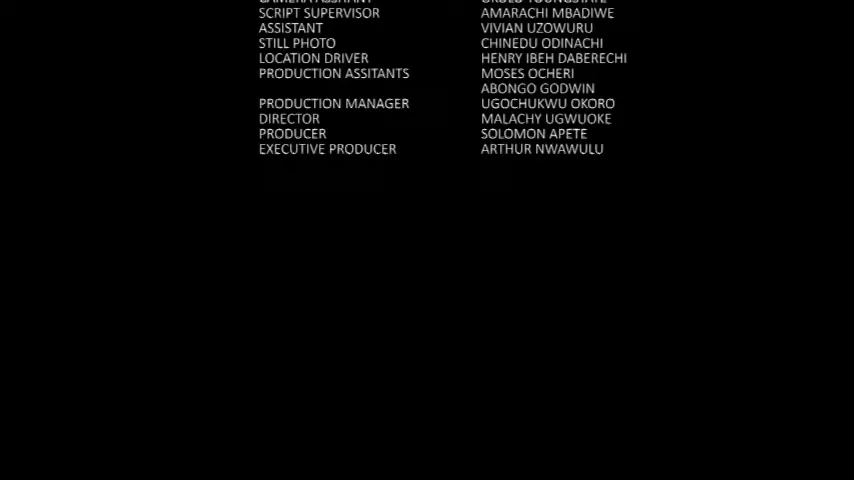 SCRIPT SUPERVISOR AMARACHI MBADIWE
ASSISTANT VIVIAN UZOWURU
STILL PHOTO CHINEDU ODINACHI
LOCATION DRIVER HENRY IBEH DABERECHI
PRODUCTION ASSITANTS MOSES OCHERI
ABONGO GODWIN
PRODUCTION MANAGER UGOCHUKWU OKORO
DIRECTOR MALACHY UGWUOKE
PRODUCER SOLOMON APETE
EXECUTIVE PRODUCER ARTHUR NWAWULU